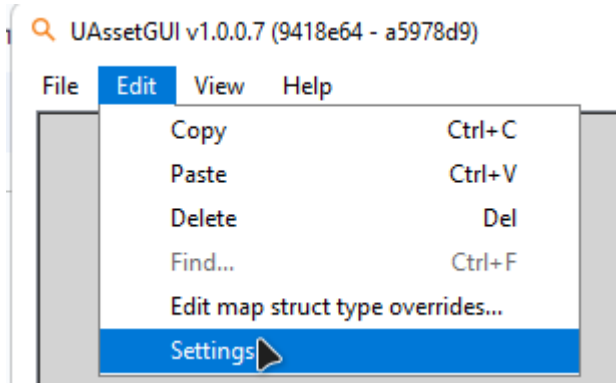 UAssetGUI v1.0.0.7 (9418e64 - a5978d9)
File Edit View Help
Copy Ctrl+C
Paste Ctrl+V
Delete Del
Find... Ctrl+F
Edit map struct type overrides...
Settings